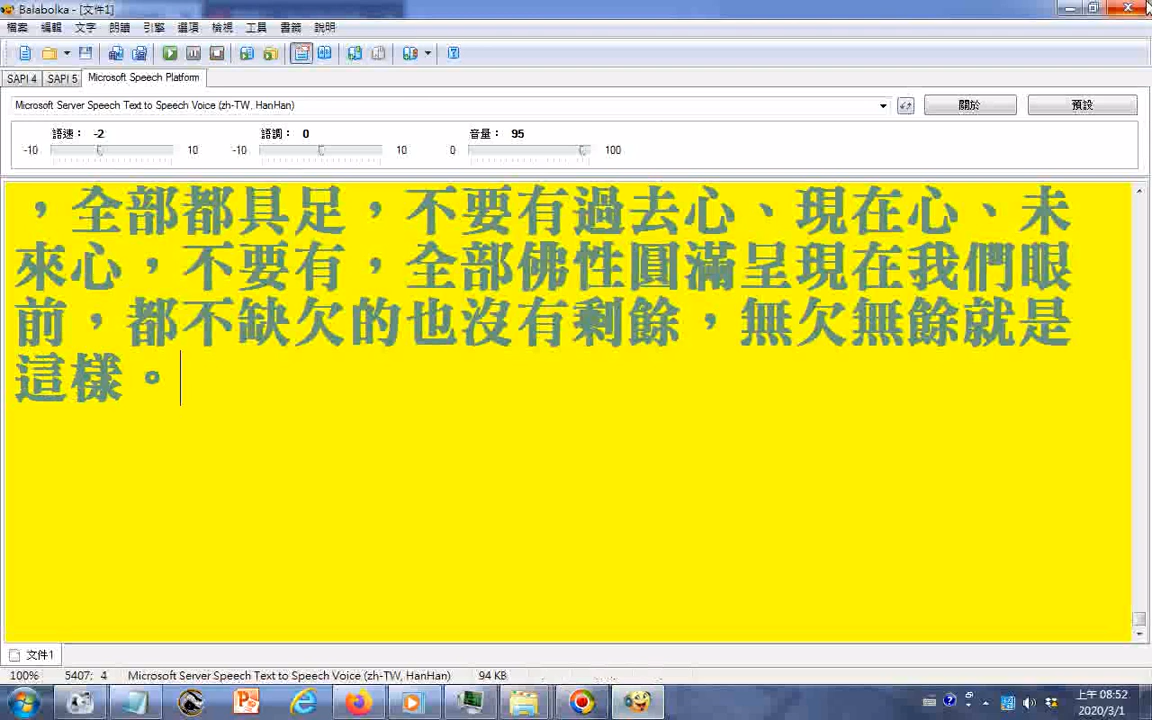 Balabolka - [文件1]
檔案 編輯 文字 朗讀 引擎 選項 檢視 工具 書籤 說明
SAPI 4 SAPI 5 Microsoft Speech Platform
Microsoft Server Speech Text to Speech Voice (zh-TW, HanHan) 關於 預設
語速： -2 語調： 0 音量： 95
-10 10 -10 10 0 100
，全部都具足，不要有過去心、現在心、未
來心，不要有，全部佛性圓滿呈現在我們眼
前，都不缺欠的也沒有剩餘，無欠無餘就是
這樣。
文件1
100% 5407: 4 Microsoft Server Speech Text to Speech Voice (zh-TW, HanHan) 94 KB
上午 08:52
2020/3/1